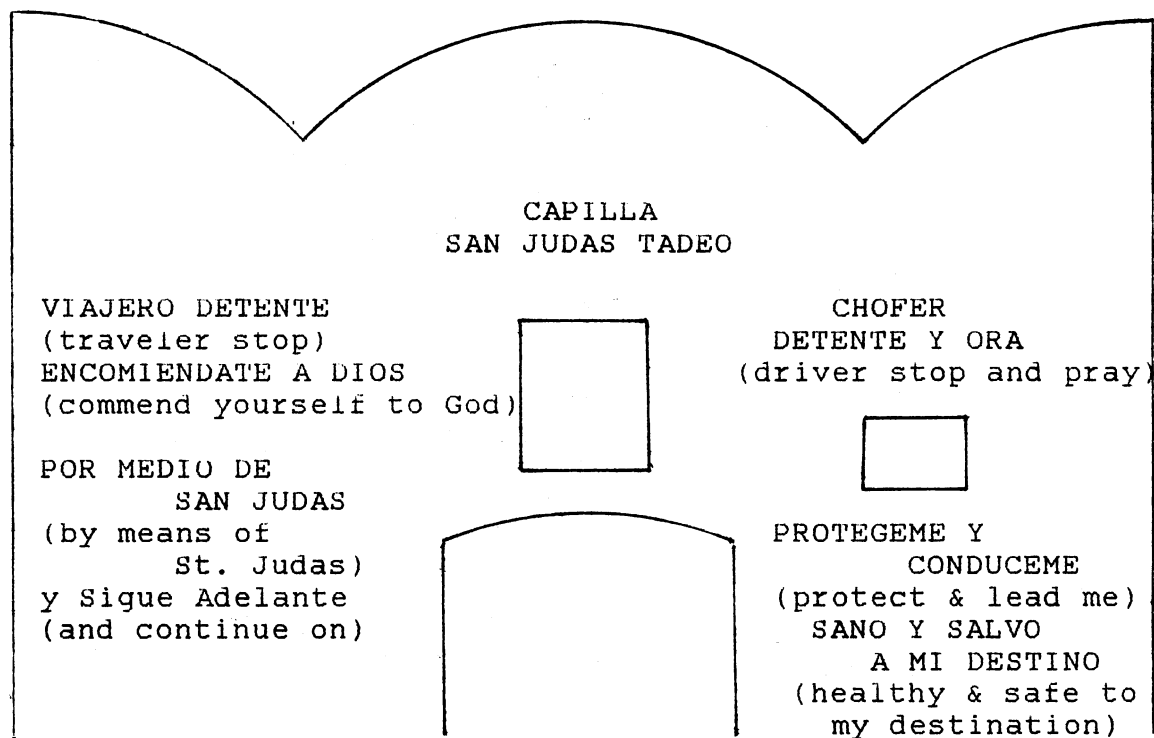 CAPILLA
SAN JUDAS TADEO
VIAJERO DETENTE
(traveler stop)
ENCOMIENDATE A DIOS
(commend yourself to God)
POR MEDIO DE
SAN JUDAS
(by means of
St. Judas)
y Sigue Adelante
(and continue on)
CHOFER
DETENTE Y ORA
(driver stop and pray)
PROTEGEME Y
CONDUCEME
(protect & lead me)
SANO Y SALVO
A MI DESTINO
(healthy & safe to
my destination)